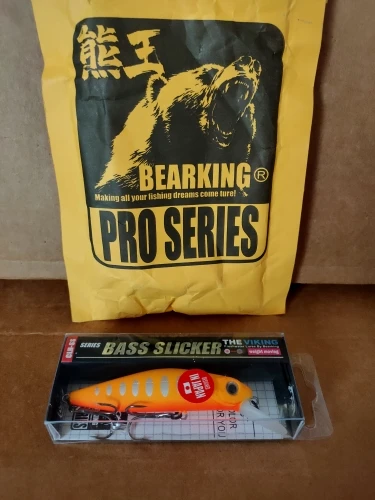 熊王
BEARKING®
Making all your fishing dreams come ture!
PRO SERIES
SERIES
BASS SLICKER
THE VIKING
weight moving
IN JAPAN